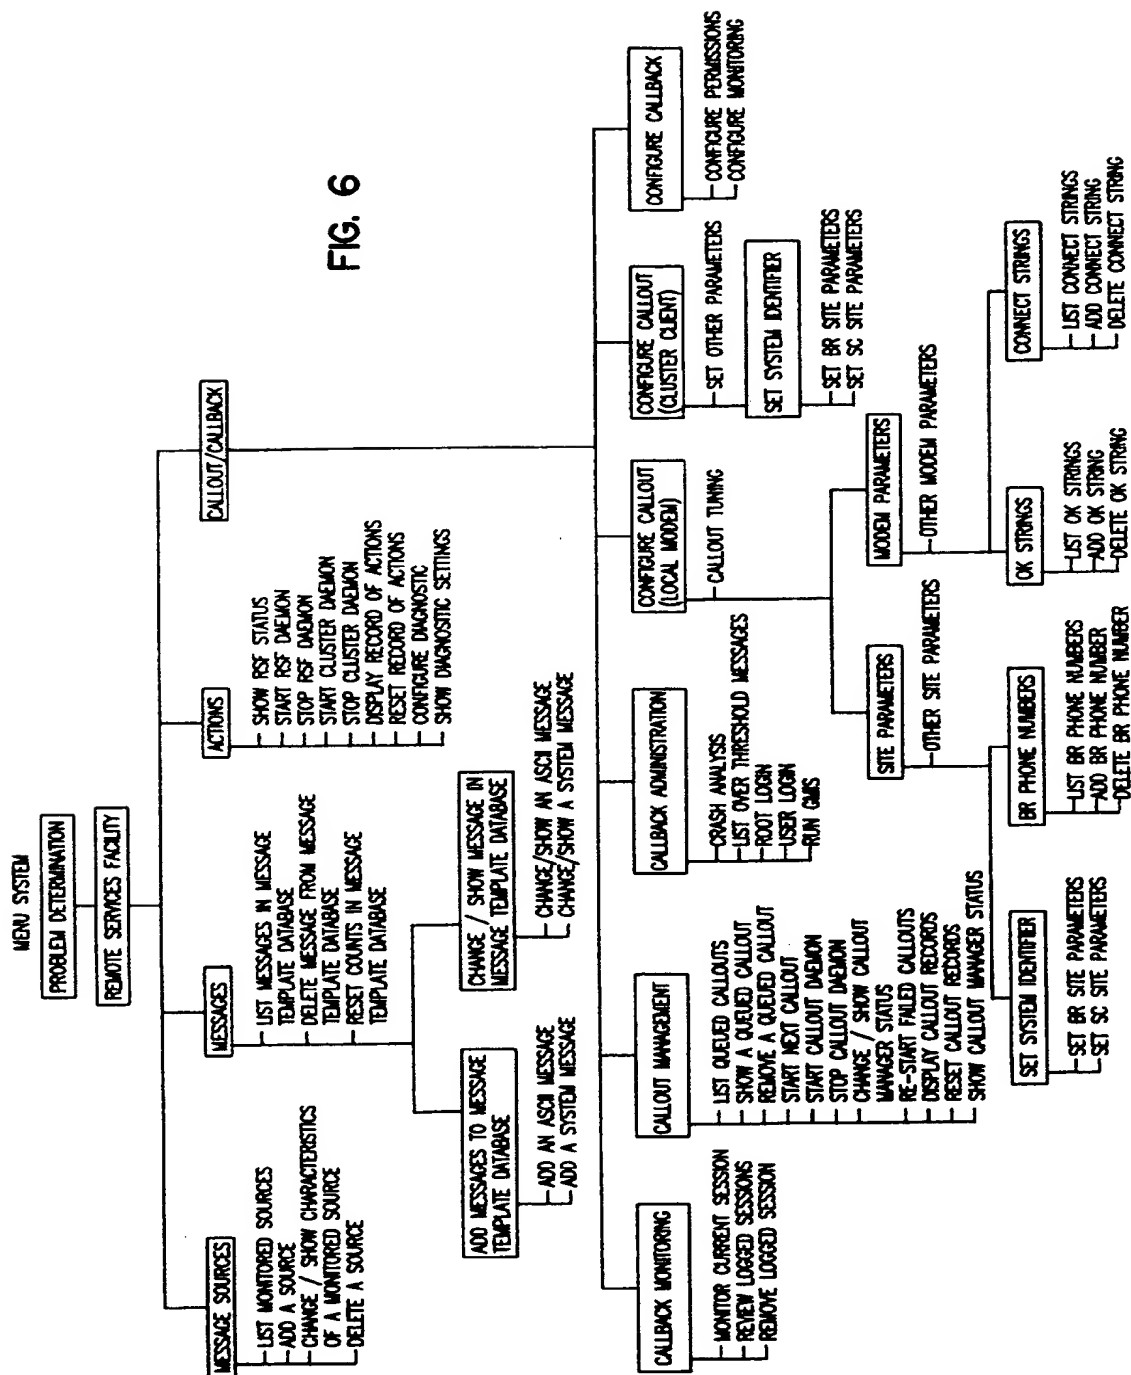 MENU SYSTEM
PROBLEM DETERMINATION
REMOTE SERVICES FACILITY
MESSAGE SOURCES
LIST MONITORED SOURCES
ADD A SOURCE
CHANGE / SHOW CHARACTERISTICS
OF A MONITORED SOURCE
DELETE A SOURCE
MESSAGES
LIST MESSAGES IN MESSAGE
TEMPLATE DATABASE
DELETE MESSAGE FROM MESSAGE
TEMPLATE DATABASE
RESET COUNTS IN MESSAGE
TEMPLATE DATABASE
ADD MESSAGES TO MESSAGE
TEMPLATE DATABASE
ADD AN ASCII MESSAGE
ADD A SYSTEM MESSAGE
CHANGE / SHOW MESSAGE IN
MESSAGE TEMPLATE DATABASE
CHANGE/SHOW AN ASCII MESSAGE
CHANGE/SHOW A SYSTEM MESSAGE
ACTIONS
SHOW RSF STATUS
START RSF DAEMON
STOP RSF DAEMON
START CLUSTER DAEMON
STOP CLUSTER DAEMON
DISPLAY RECORD OF ACTIONS
RESET RECORD OF ACTIONS
CONFIGURE DIAGNOSTIC
SHOW DIAGNOSITIC SETTINGS
CALLOUT/CALLBACK
FIG. 6
CALLBACK MONITORING
MONITOR CURRENT SESSION
REVIEW LOGGED SESSIONS
REMOVE LOGGED SESSION
CALLOUT MANAGEMENT
LIST QUEUED CALLOUTS
SHOW A QUEUED CALLOUT
REMOVE A QUEUED CALLOUT
START NEXT CALLOUT
START CALLOUT DAEMON
STOP CALLOUT DAEMON
CHANGE / SHOW CALLOUT
MANAGER STATUS
RE-START FAILED CALLOUTS
DISPLAY CALLOUT RECORDS
RESET CALLOUT RECORDS
SHOW CALLOUT MANAGER STATUS
CALLBACK ADMINISTRATION
CRASH ANALYSIS
LIST OVER THRESHOLD MESSAGES
ROOT LOGIN
USER LOGIN
RUN GMIS
CONFIGURE CALLOUT
(LOCAL MODEM)
CALLOUT TUNING
CONFIGURE CALLOUT
(CLUSTER CLIENT)
SET OTHER PARAMETERS
SET SYSTEM IDENTIFIER
SET BR SITE PARAMETERS
SET SC SITE PARAMETERS
CONFIGURE CALLBACK
CONFIGURE PERMISSIONS
CONFIGURE MONITORING
SITE PARAMETERS
OTHER SITE PARAMETERS
MODEM PARAMETERS
OTHER MODEM PARAMETERS
SET SYSTEM IDENTIFIER
SET BR SITE PARAMETERS
SET SC SITE PARAMETERS
BR PHONE NUMBERS
LIST BR PHONE NUMBERS
ADD BR PHONE NUMBER
DELETE BR PHONE NUMBER
OK STRINGS
LIST OK STRINGS
ADD OK STRING
DELETE OK STRING
CONNECT STRINGS
LIST CONNECT STRINGS
ADD CONNECT STRING
DELETE CONNECT STRING